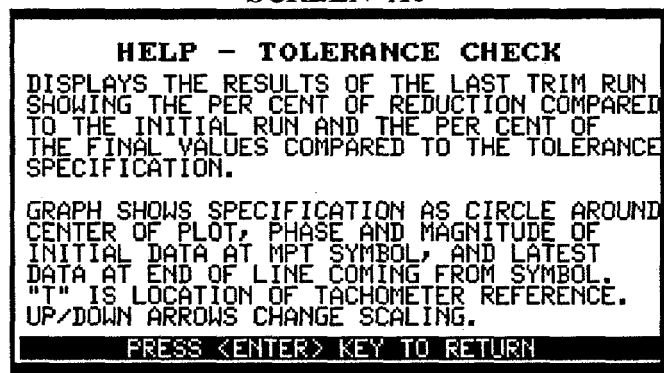 HELP - TOLERANCE CHECK
DISPLAYS THE RESULTS OF THE LAST TRIM RUN
SHOWING THE PER CENT OF REDUCTION COMPARED
TO THE INITIAL RUN AND THE PER CENT OF
THE FINAL VALUES COMPARED TO THE TOLERANCE
SPECIFICATION.
GRAPH SHOWS SPECIFICATION AS CIRCLE AROUND
CENTER OF PLOT, PHASE AND MAGNITUDE OF
INITIAL DATA AT MPT SYMBOL, AND LATEST
DATA AT END OF LINE COMING FROM SYMBOL.
"T" IS LOCATION OF TACHOMETER REFERENCE.
UP/DOWN ARROWS CHANGE SCALING.
PRESS <ENTER> KEY TO RETURN